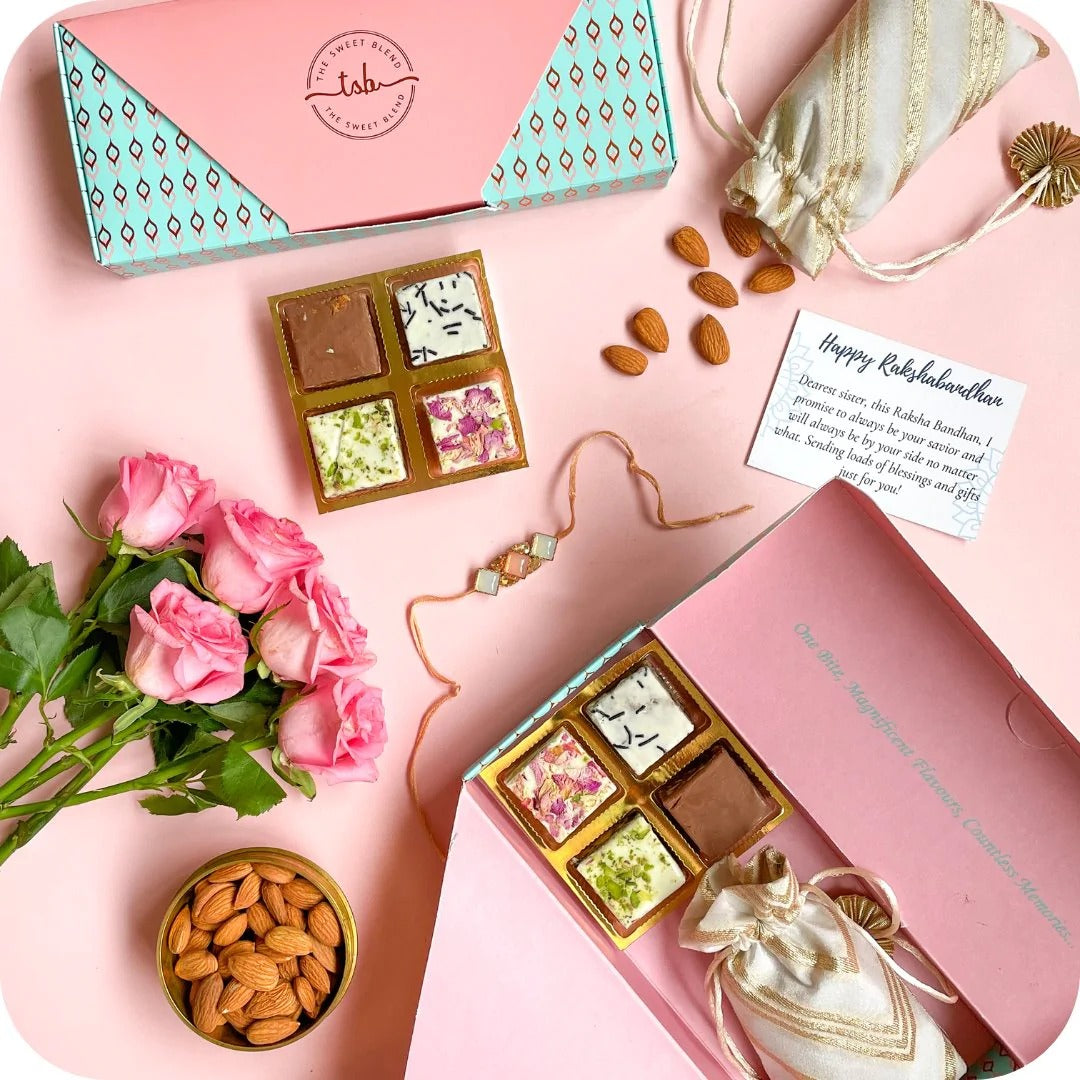 THE SWEET BLEND
tsb
THE SWEET BLEND
Happy Rakshabandhan
Dearest sister, this Raksha Bandhan, I
promise to always be your savior and
will always be by your side no matter
what. Sending loads of blessings and gifts
just for you!
One Bite, Magnificent Flavours, Countless Memories...